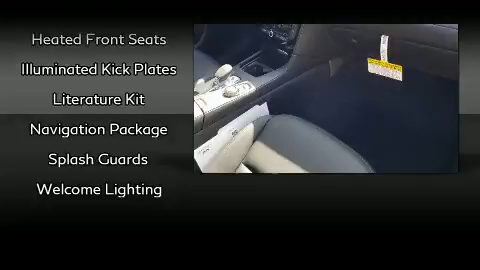 Heated Front Seats
Illuminated Kick Plates
Literature Kit
Navigation Package
Splash Guards
Welcome Lighting